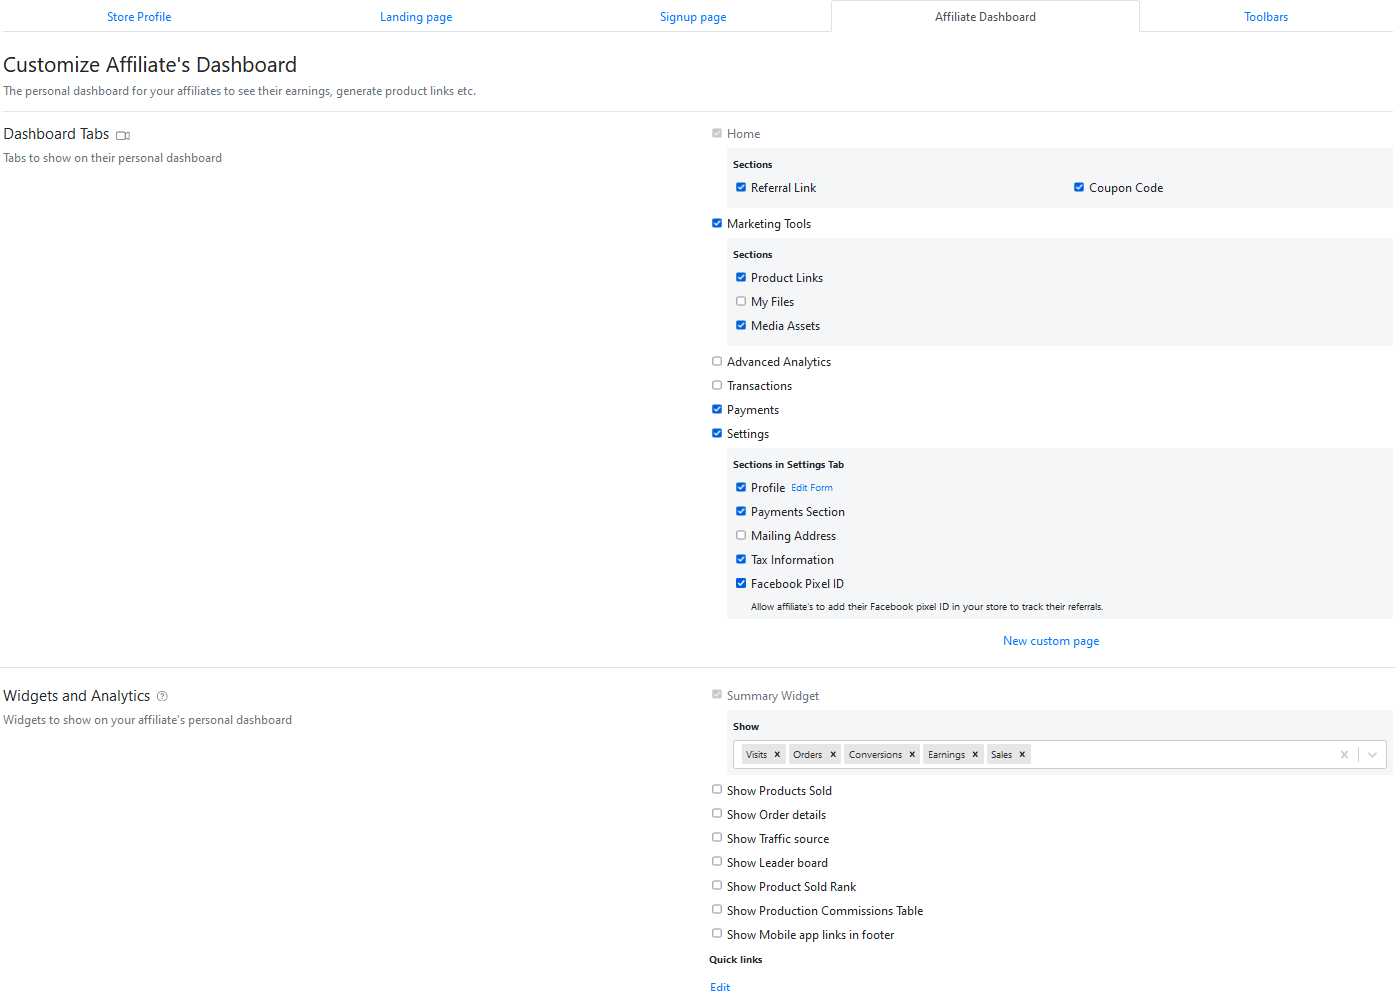 Store Profile
Landing page
Signup page
Affiliate Dashboard
Toolbars
Customize Affiliate's Dashboard
The personal dashboard for your affiliates to see their earnings, generate product links etc.
Dashboard Tabs
Tabs to show on their personal dashboard
Home
Sections
Referral Link
Coupon Code
Marketing Tools
Sections
Product Links
My Files
Media Assets
Advanced Analytics
Transactions
Payments
Settings
Sections in Settings Tab
Profile Edit Form
Payments Section
Mailing Address
Tax Information
Facebook Pixel ID
Allow affiliate's to add their Facebook pixel ID in your store to track their referrals.
New custom page
Widgets and Analytics
Widgets to show on your affiliate's personal dashboard
Summary Widget
Show
Visits × Orders × Conversions × Earnings × Sales ×
Show Products Sold
Show Order details
Show Traffic source
Show Leader board
Show Product Sold Rank
Show Production Commissions Table
Show Mobile app links in footer
Quick links
Edit